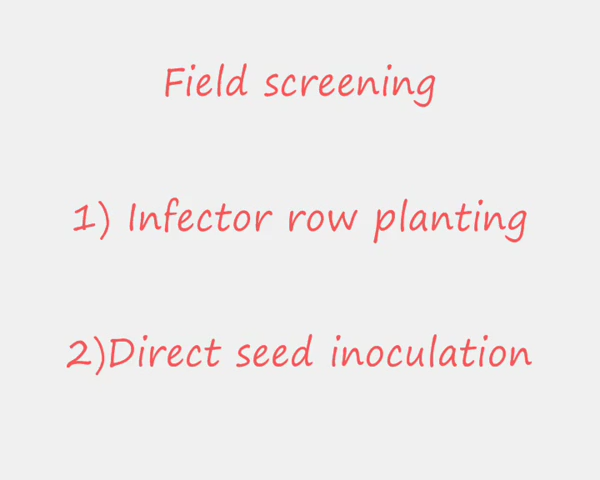 Field screening
1) Infector row planting
2)Direct seed inoculation